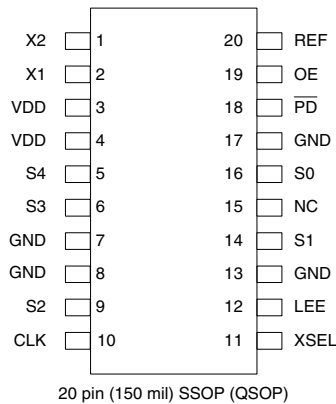 X2 1 20 REF
X1 2 19 OE
VDD 3 18 PD
VDD 4 17 GND
S4 5 16 S0
S3 6 15 NC
GND 7 14 S1
GND 8 13 GND
S2 9 12 LEE
CLK 10 11 XSEL
20 pin (150 mil) SSOP (QSOP)